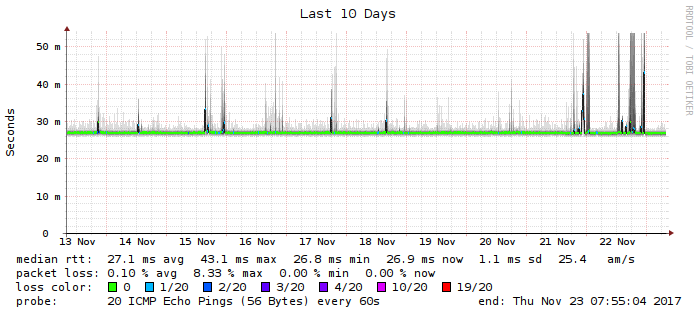 Last 10 Days
RRDTOOL / TOBI OETIKER
Seconds
50 m
40 m
30 m
20 m
10 m
0
13 Nov 14 Nov 15 Nov 16 Nov 17 Nov 18 Nov 19 Nov 20 Nov 21 Nov 22 Nov
median rtt: 27.1 ms avg 43.1 ms max 26.8 ms min 26.9 ms now 1.1 ms sd 25.4 am/s
packet loss: 0.10 % avg 8.33 % max 0.00 % min 0.00 % now
loss color: 0 1/20 2/20 3/20 4/20 10/20 19/20
probe: 20 ICMP Echo Pings (56 Bytes) every 60s end: Thu Nov 23 07:55:04 2017